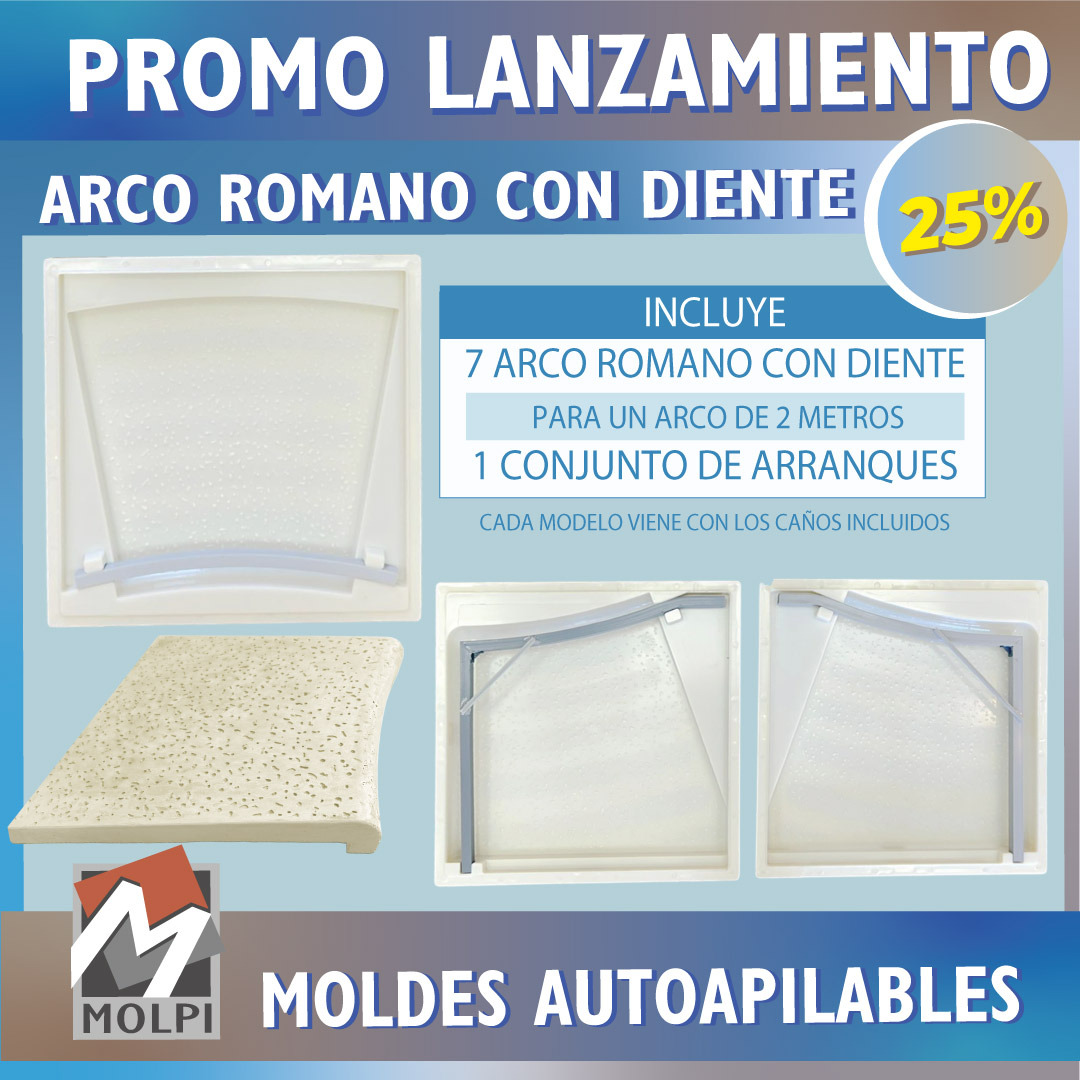 PROMO LANZAMIENTO
ARCO ROMANO CON DIENTE
25%
INCLUYE
7 ARCO ROMANO CON DIENTE
PARA UN ARCO DE 2 METROS
1 CONJUNTO DE ARRANQUES
CADA MODELO VIENE CON LOS CAÑOS INCLUIDOS
M
MOLPI
MOLDES AUTOAPILABLES